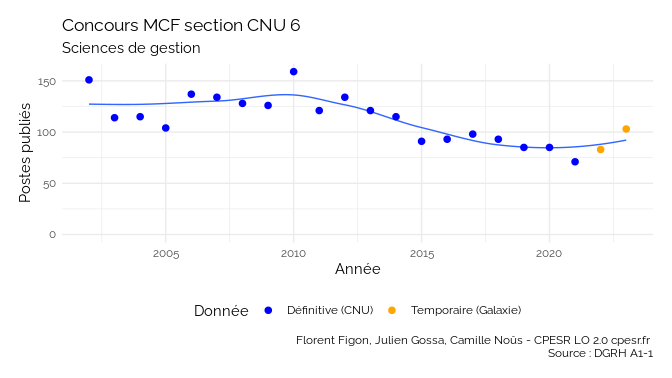 Concours MCF section CNU 6
Sciences de gestion
Postes publiés
150
100
50
0
2005 2010 2015 2020
Année
Donnée Définitive (CNU) Temporaire (Galaxie)
Florent Figon, Julien Gossa, Camille Noûs - CPESR LO 2.0 cpesr.fr
Source : DGRH A1-1